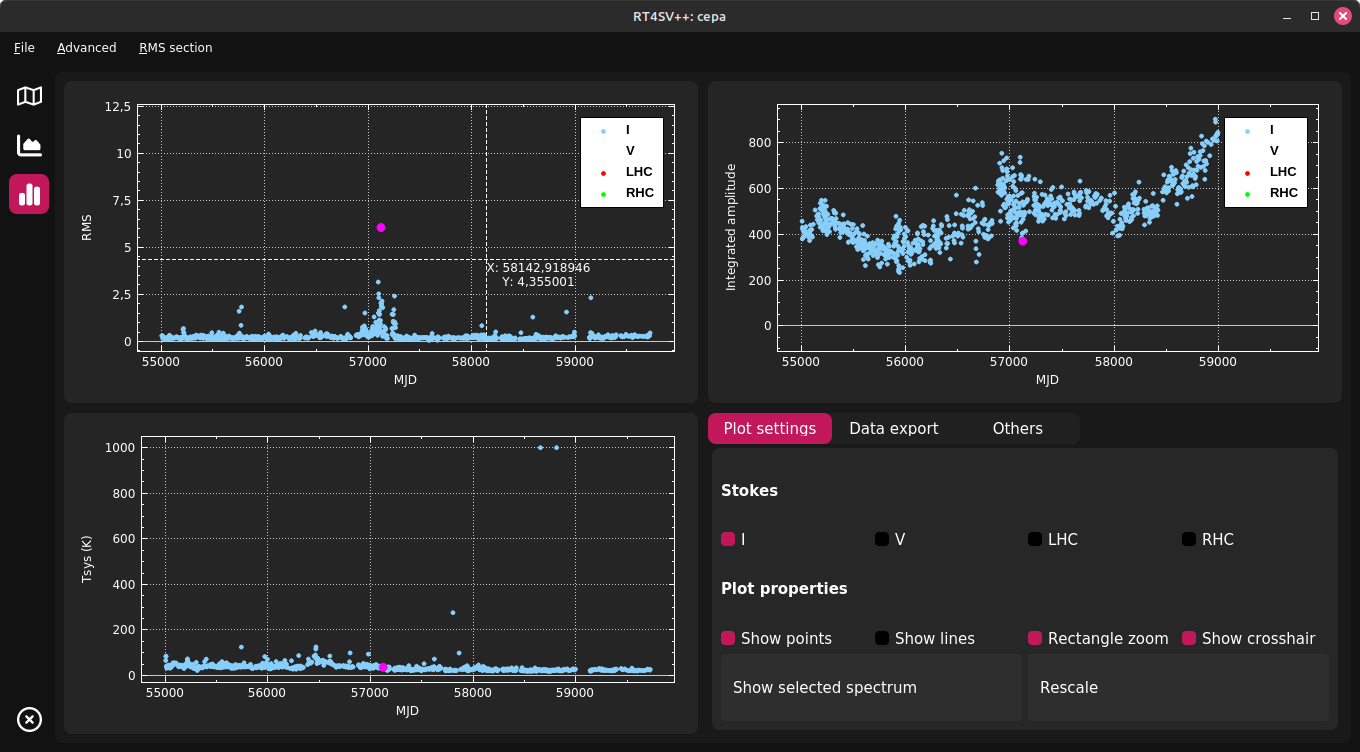 RT4SV++: cepa
File Advanced RMS section
12,5
10
7,5
5
2,5
0
RMS
55000 56000 57000 58000 59000
MJD
I
V
LHC
RHC
X: 58142,918946
Y: 4,355001
800
600
400
200
0
Integrated amplitude
55000 56000 57000 58000 59000
MJD
I
V
LHC
RHC
1000
800
600
400
200
0
Tsys (K)
55000 56000 57000 58000 59000
MJD
Plot settings Data export Others
Stokes
I V LHC RHC
Plot properties
Show points Show lines Rectangle zoom Show crosshair
Show selected spectrum Rescale